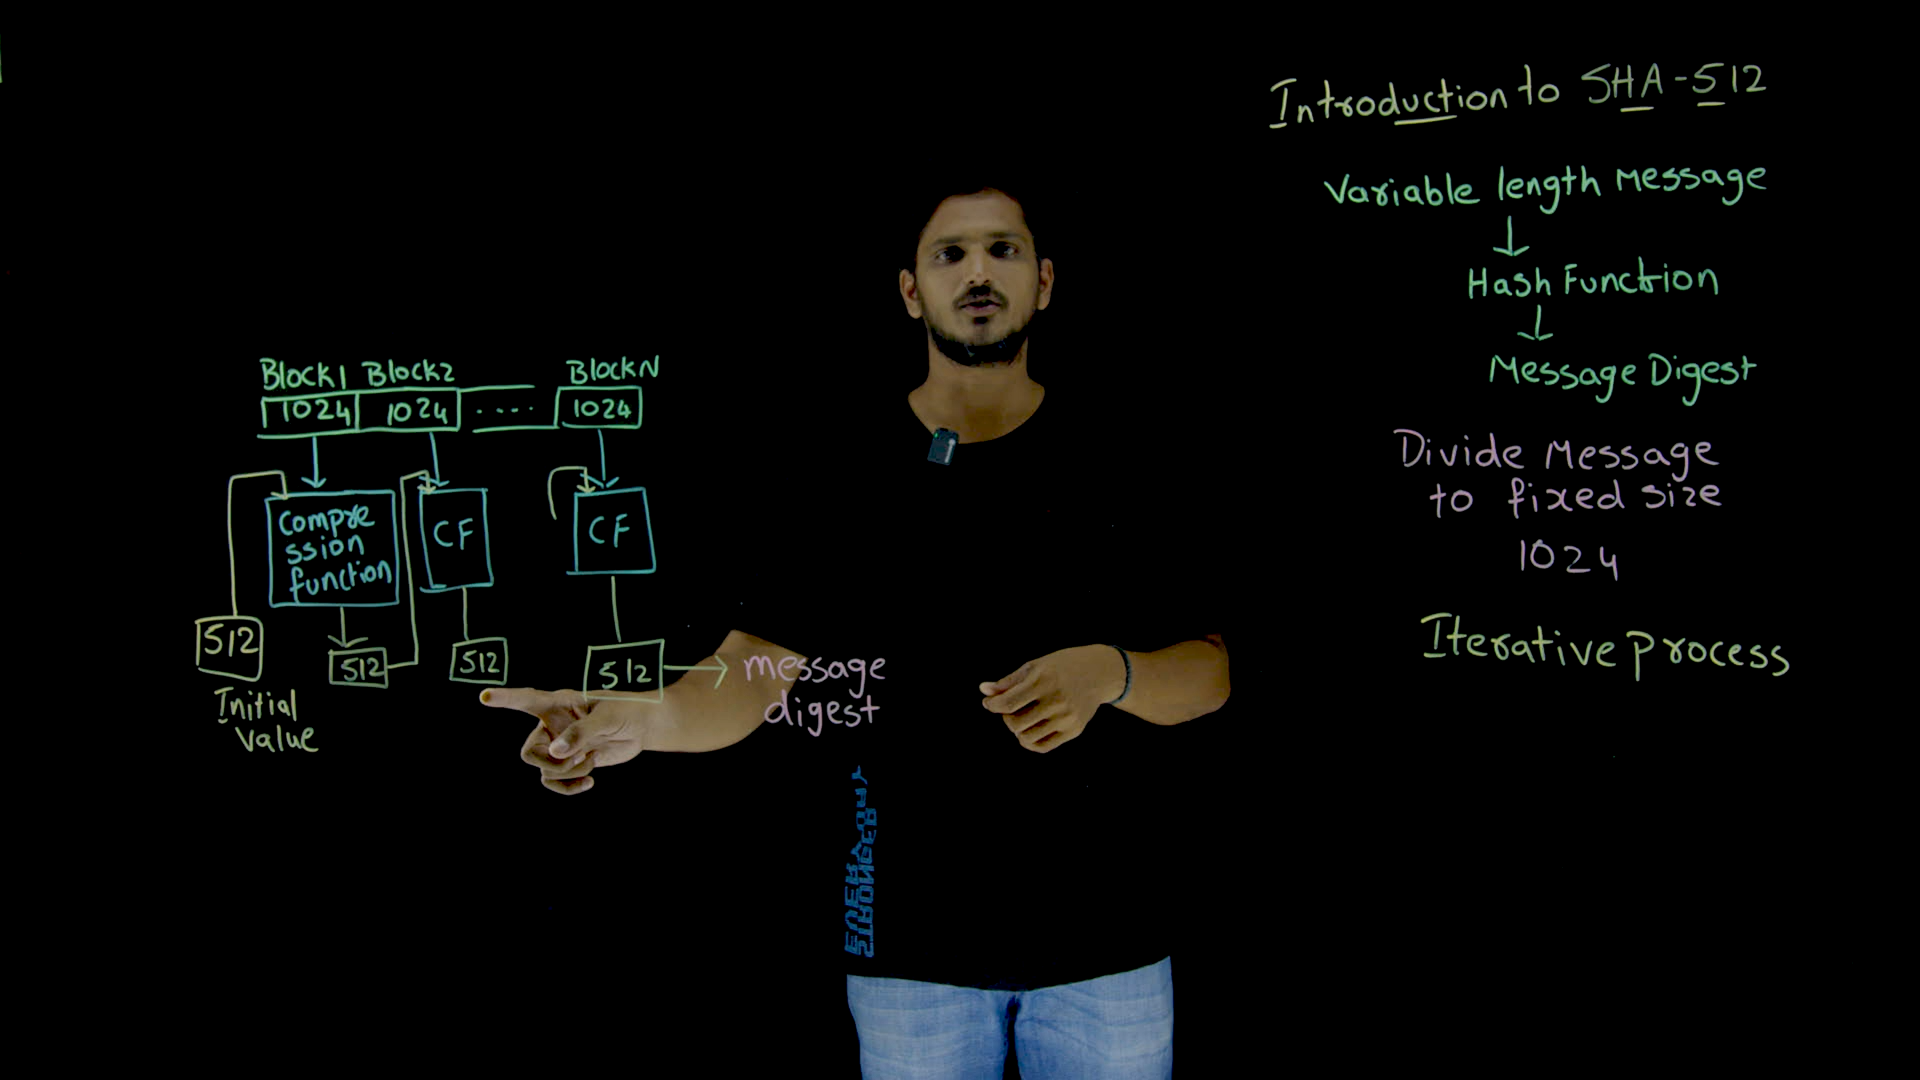 Introduction to SHA-512
Variable length Message
Hash Function
Message Digest
Divide Message
to fixed size
1024
Iterative process
Block1 Block2 BlockN
1024 1024 .... 1024
Compre
ssion
function
CF
CF
512
512
512
512
message
digest
Initial
Value